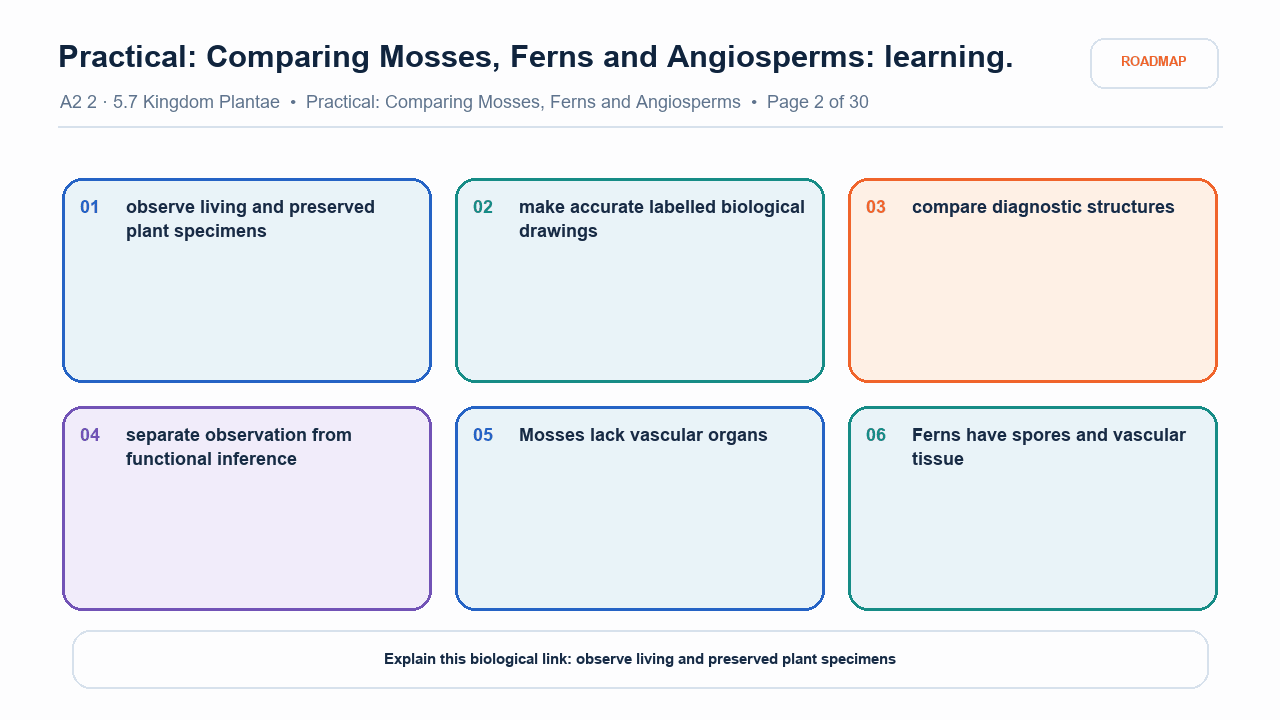 Practical: Comparing Mosses, Ferns and Angiosperms: learning.
ROADMAP
A2 2 · 5.7 Kingdom Plantae • Practical: Comparing Mosses, Ferns and Angiosperms • Page 2 of 30
01 observe living and preserved
plant specimens
02 make accurate labelled biological
drawings
03 compare diagnostic structures
04 separate observation from
functional inference
05 Mosses lack vascular organs
06 Ferns have spores and vascular
tissue
Explain this biological link: observe living and preserved plant specimens